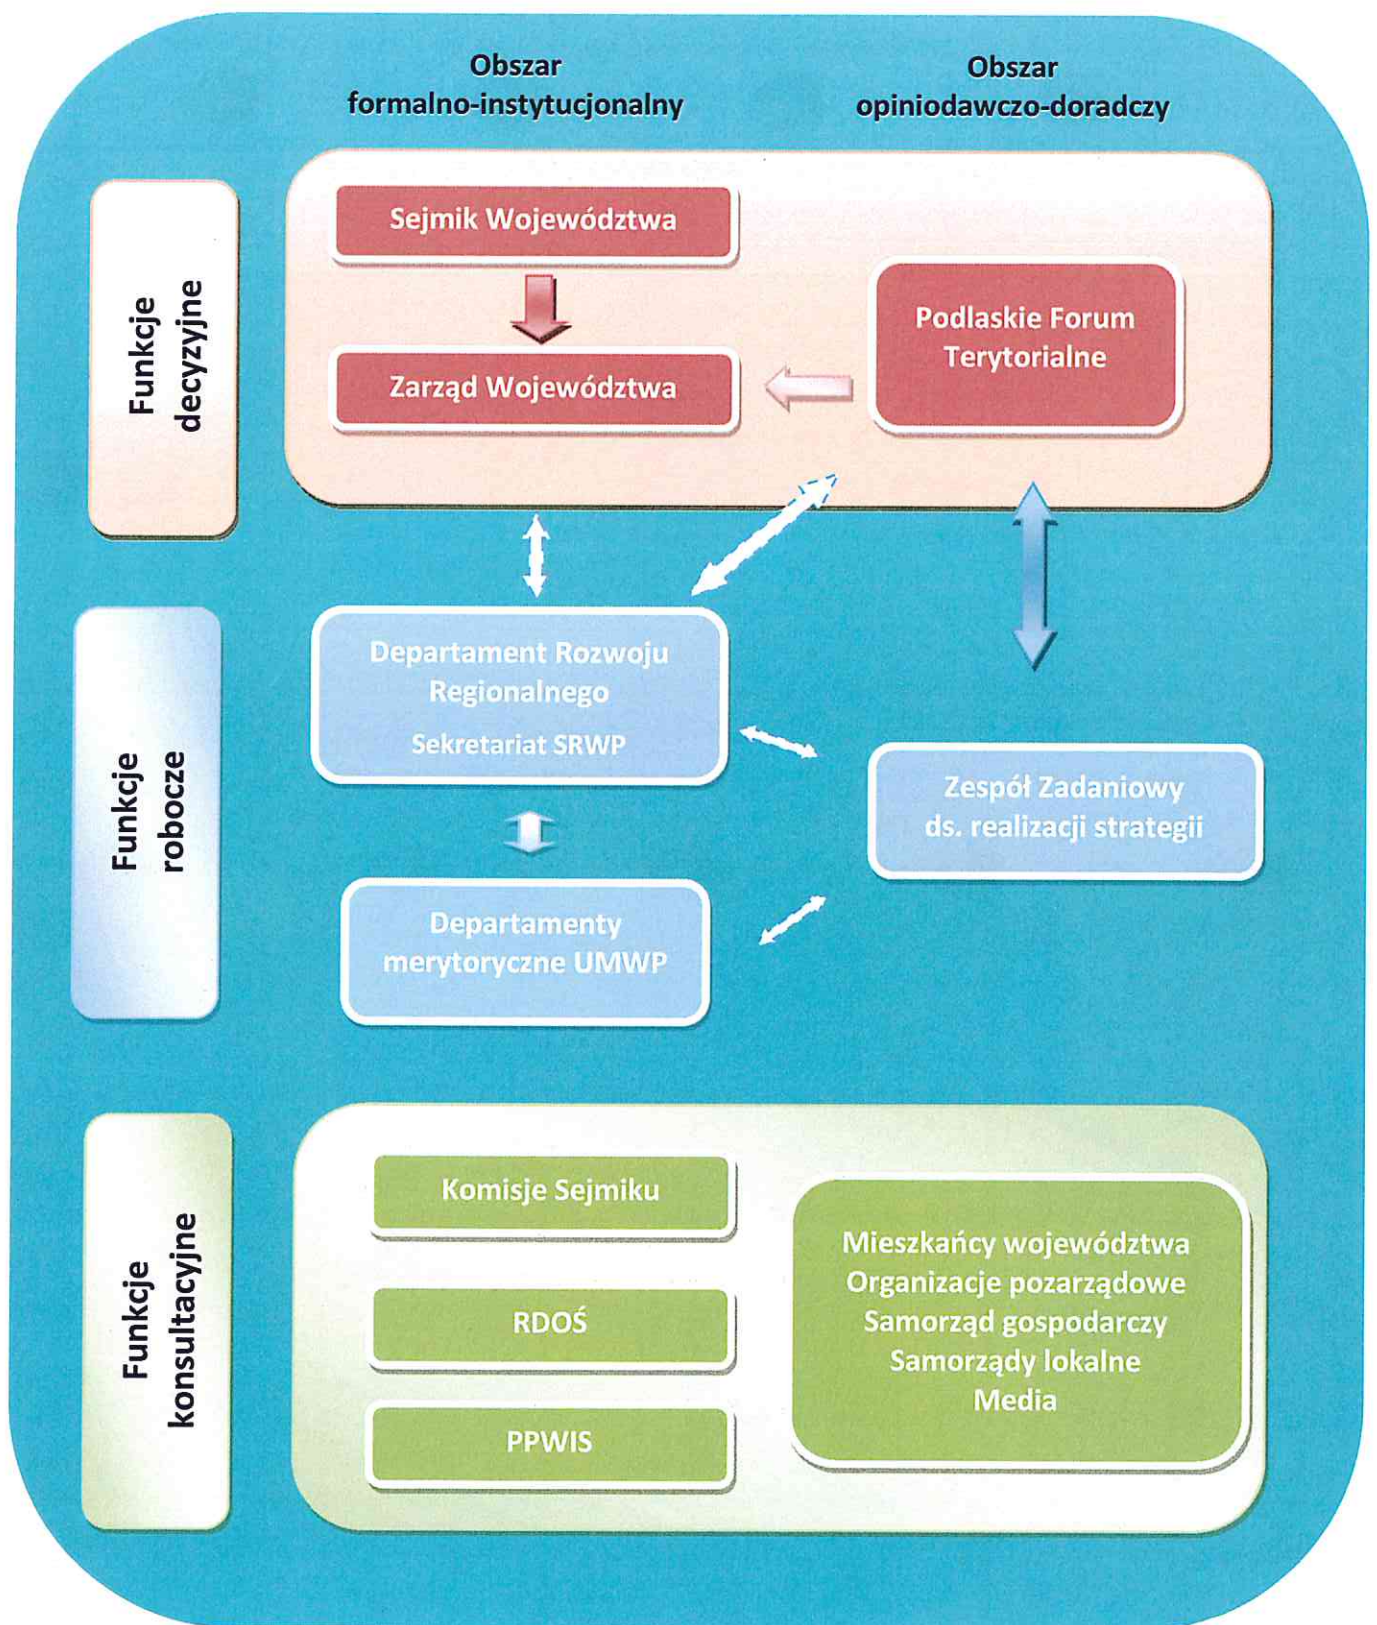 Obszar
formalno-instytucjonalny
Obszar
opiniodawczo-doradczy
Funkcje
decyzyjne
Sejmik Województwa
Zarząd Województwa
Podlaskie Forum
Terytorialne
Funkcje
robocze
Departament Rozwoju
Regionalnego
Sekretariat SRWP
Zespół Zadaniowy
ds. realizacji strategii
Departamenty
merytoryczne UMWP
Funkcje
konsultacyjne
Komisje Sejmiku
RDOŚ
PPWIS
Mieszkańcy województwa
Organizacje pozarządowe
Samorząd gospodarczy
Samorządy lokalne
Media